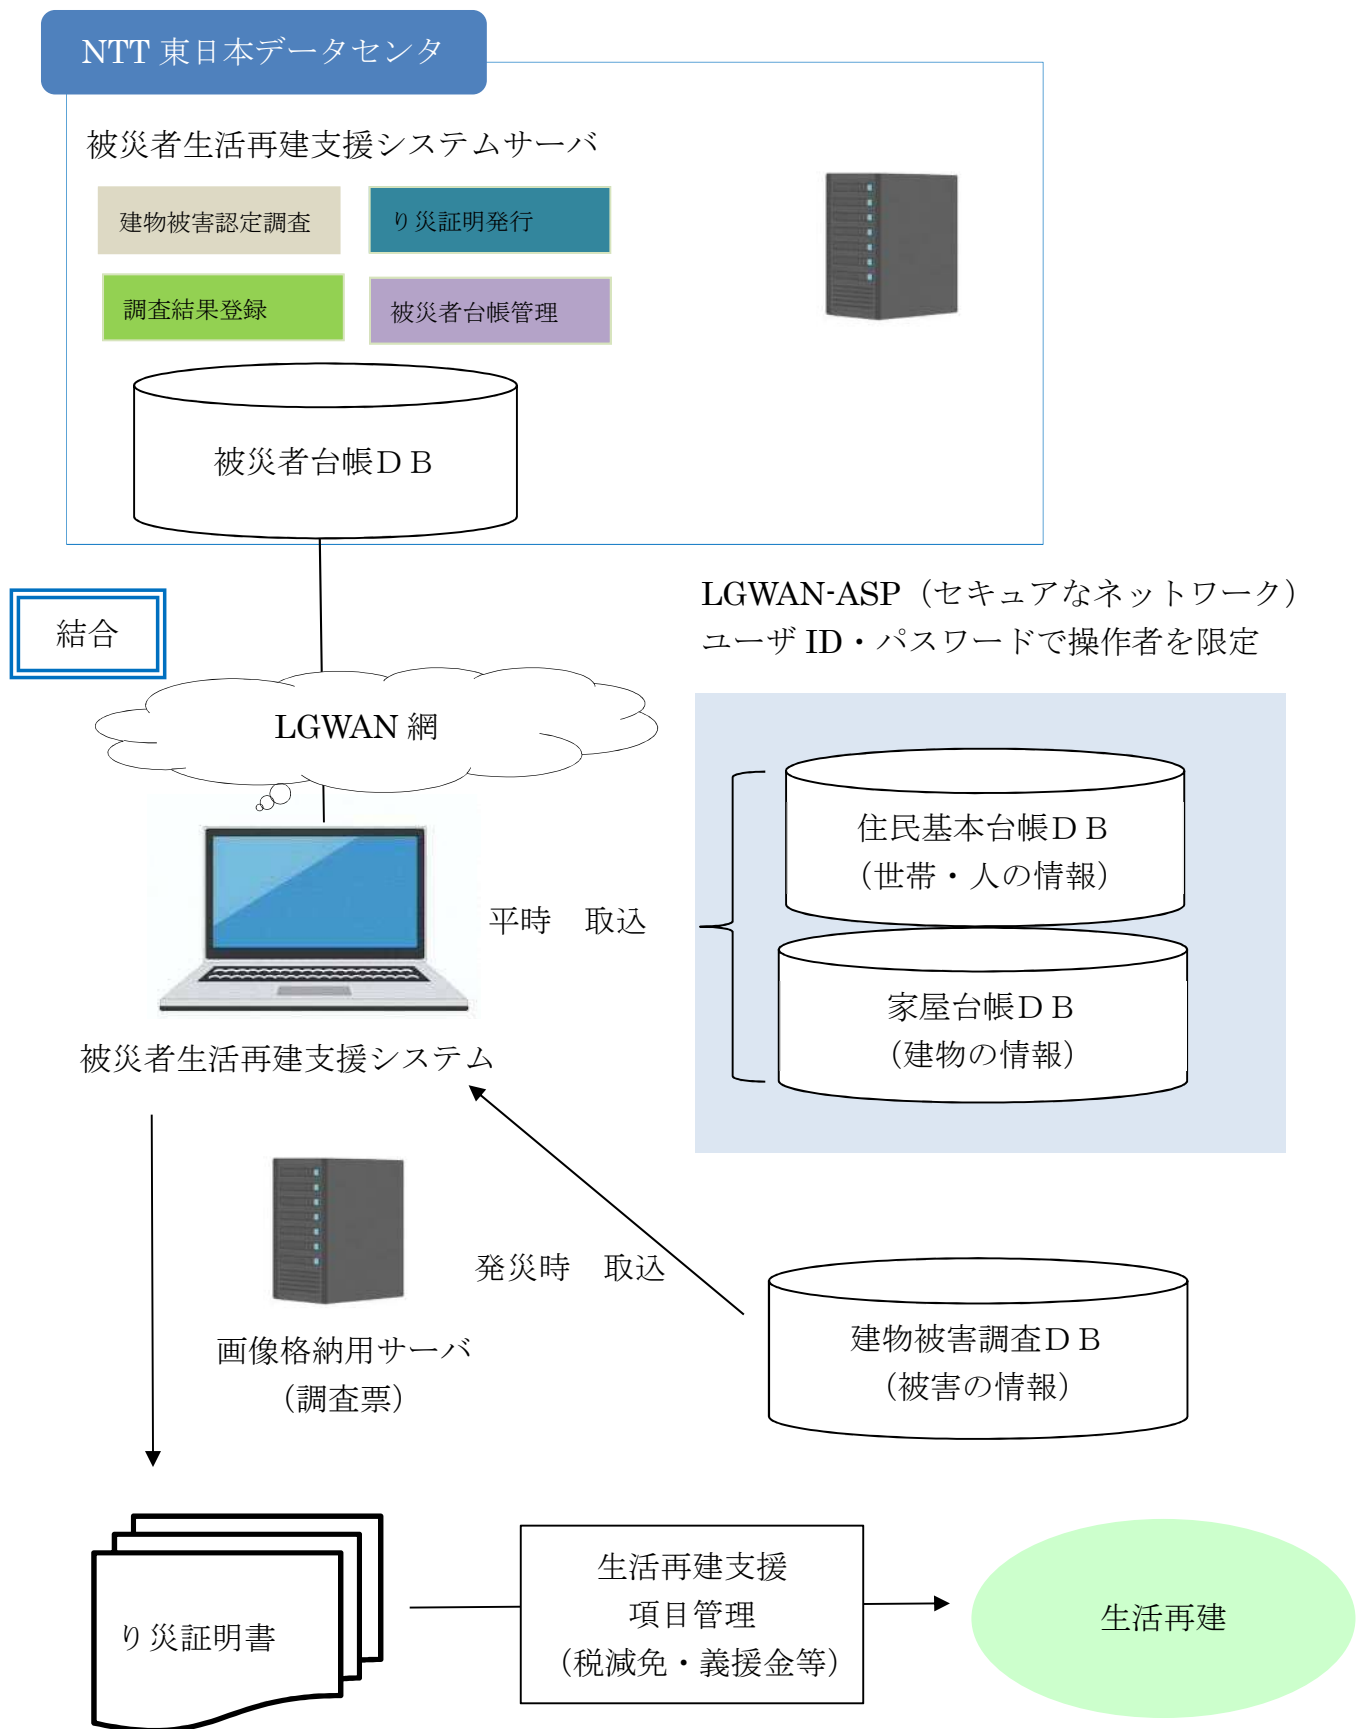 NTT 東日本データセンタ
被災者生活再建支援システムサーバ
建物被害認定調査
り災証明発行
調査結果登録
被災者台帳管理
被災者台帳ＤＢ
結合
LGWAN-ASP（セキュアなネットワーク）
ユーザ ID・パスワードで操作者を限定
LGWAN 網
住民基本台帳ＤＢ
（世帯・人の情報）
平時　取込
家屋台帳ＤＢ
（建物の情報）
被災者生活再建支援システム
発災時　取込
画像格納用サーバ
（調査票）
建物被害調査ＤＢ
（被害の情報）
り災証明書
生活再建支援
項目管理
（税減免・義援金等）
生活再建